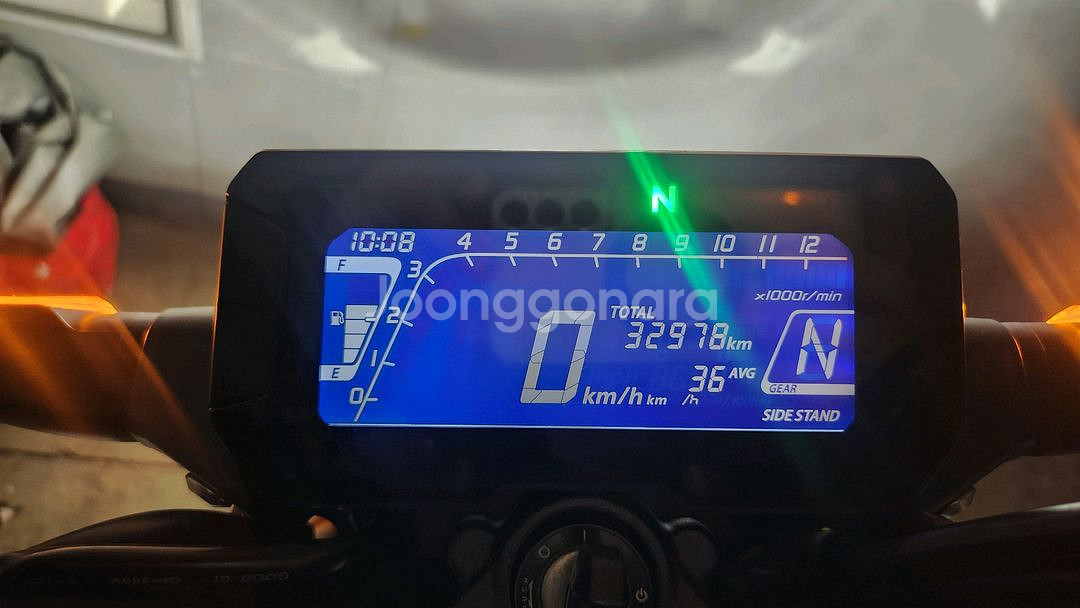 N
10:08 4 5 6 7 8 9 10 11 12
F 3
joonggonara
x1000r/min
TOTAL
2 32978km
1 36 AVG
0 km/h km/h
E
0
N
GEAR
SIDE STAND